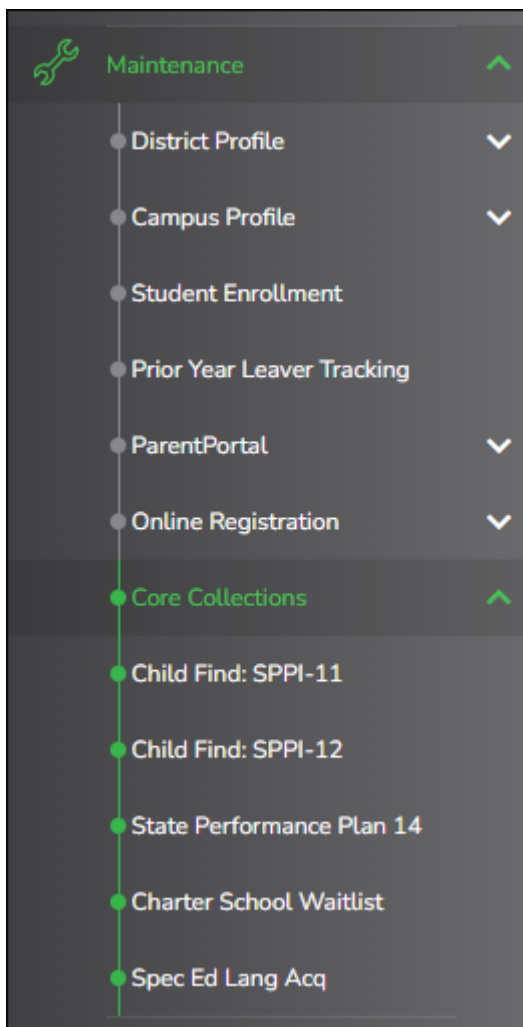 Maintenance
District Profile
Campus Profile
Student Enrollment
Prior Year Leaver Tracking
ParentPortal
Online Registration
Core Collections
Child Find: SPPI-11
Child Find: SPPI-12
State Performance Plan 14
Charter School Waitlist
Spec Ed Lang Acq